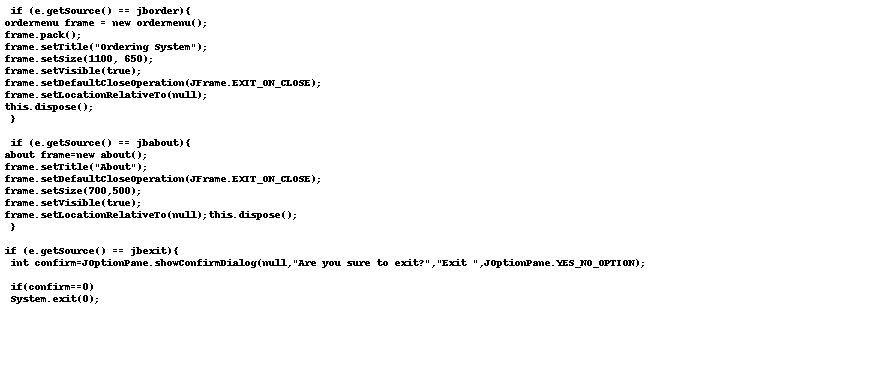 if (e.getSource() == jborder){
ordermenu frame = new ordermenu();
frame.pack();
frame.setTitle("Ordering System");
frame.setSize(1100, 650);
frame.setVisible(true);
frame.setDefaultCloseOperation(JFrame.EXIT_ON_CLOSE);
frame.setLocationRelativeTo(null);
this.dispose();
}
if (e.getSource() == jbabout){
about frame=new about();
frame.setTitle("About");
frame.setDefaultCloseOperation(JFrame.EXIT_ON_CLOSE);
frame.setSize(700,500);
frame.setVisible(true);
frame.setLocationRelativeTo(null);this.dispose();
}
if (e.getSource() == jbexit){
int confirm=JOptionPane.showConfirmDialog(null,"Are you sure to exit?","Exit ",JOptionPane.YES_NO_OPTION);
if(confirm==0)
System.exit(0);